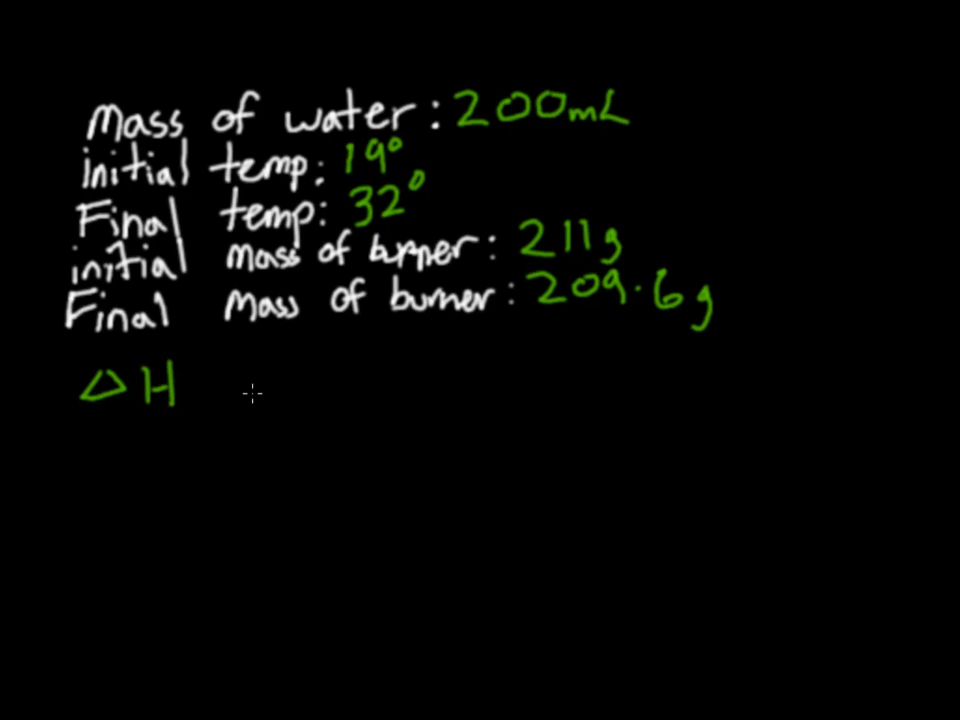 Mass of water: 200mL
initial temp: 19°
Final temp: 32°
initial mass of burner: 211g
Final Mass of burner: 209.6g
ΔH